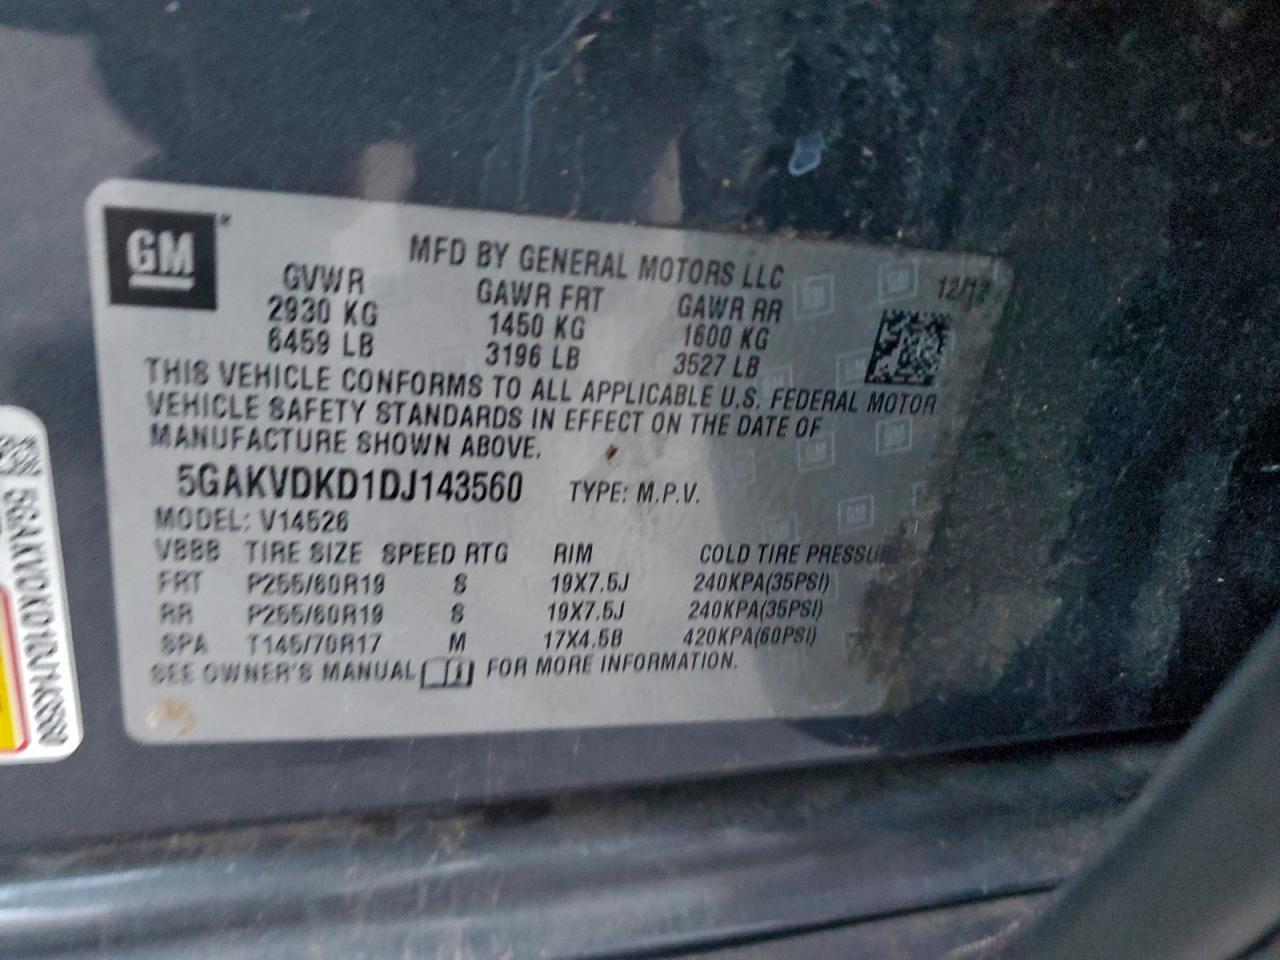 GM
MFD BY GENERAL MOTORS LLC
12/12
GVWR GAWR FRT GAWR RR
2930 KG 1450 KG 1600 KG
6459 LB 3196 LB 3527 LB
THIS VEHICLE CONFORMS TO ALL APPLICABLE U.S. FEDERAL MOTOR
VEHICLE SAFETY STANDARDS IN EFFECT ON THE DATE OF
MANUFACTURE SHOWN ABOVE.
5GAKVDKD1DJ143560 TYPE: M.P.V.
MODEL: V14526
VBBB TIRE SIZE SPEED RTG RIM COLD TIRE PRESSURE
FRT P255/60R19 S 19X7.5J 240KPA(35PSI)
RR P255/60R19 S 19X7.5J 240KPA(35PSI)
SPA T145/70R17 M 17X4.5B 420KPA(60PSI)
SEE OWNER'S MANUAL FOR MORE INFORMATION.
5GAKVDKD1DJ143560